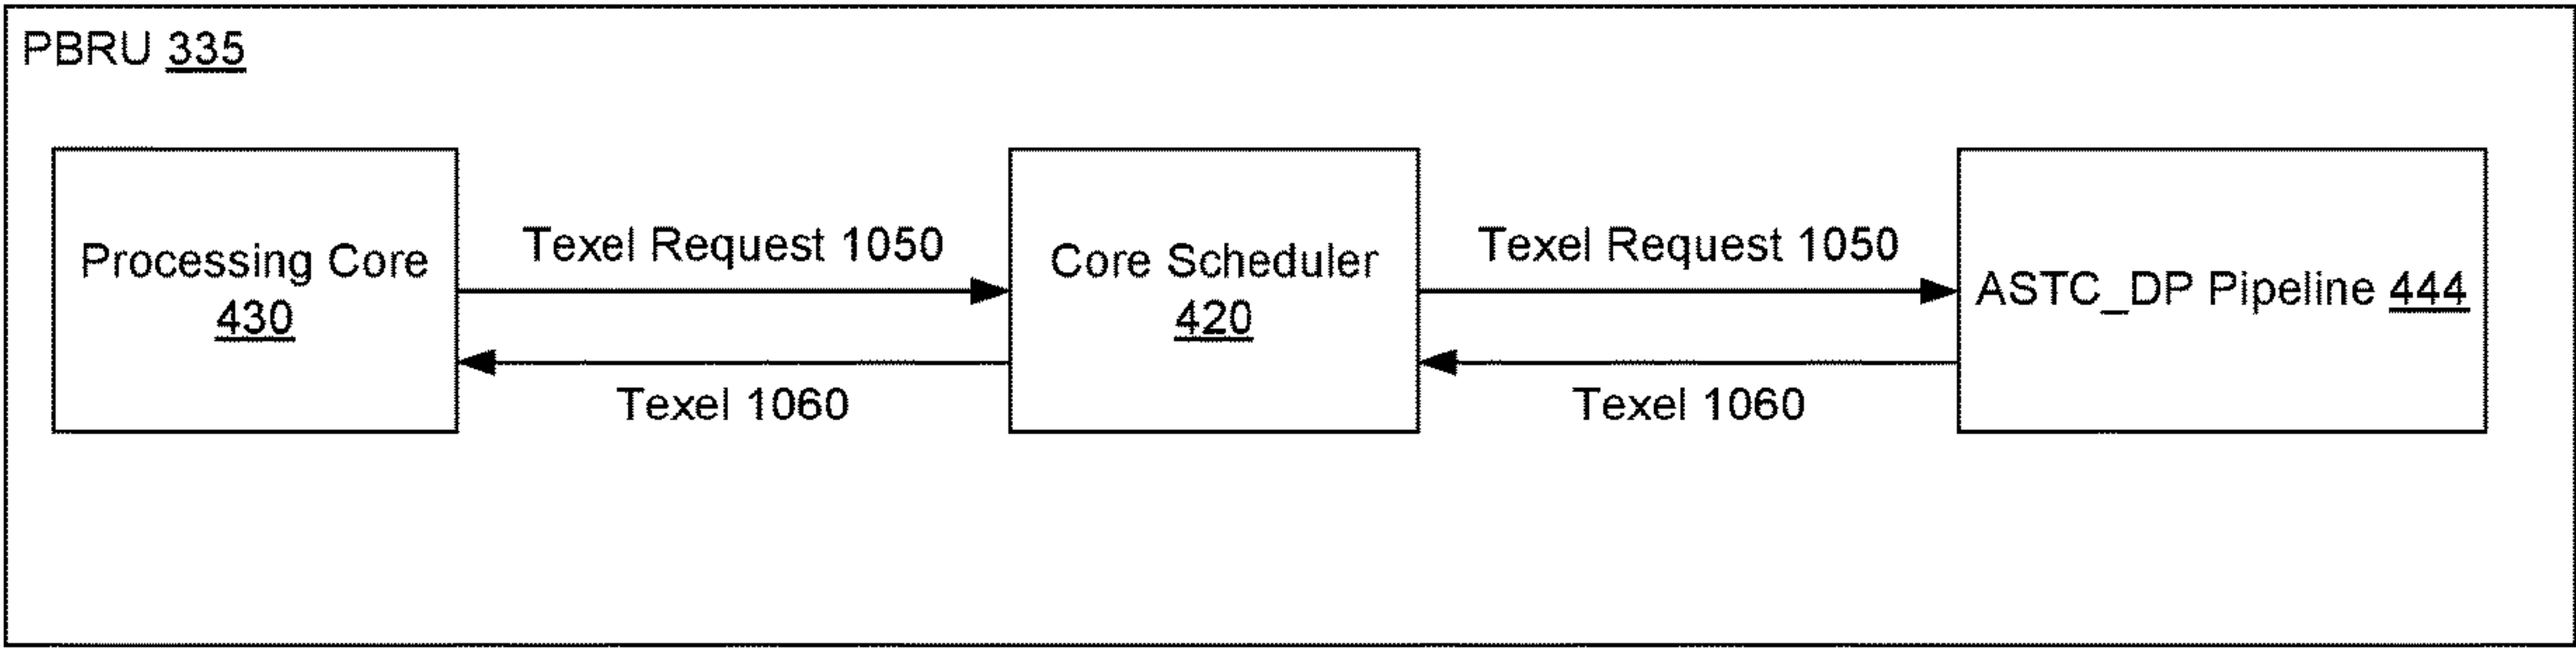 PBRU 335
Processing Core
430
Texel Request 1050
Texel 1060
Core Scheduler
420
Texel Request 1050
Texel 1060
ASTC_DP Pipeline 444